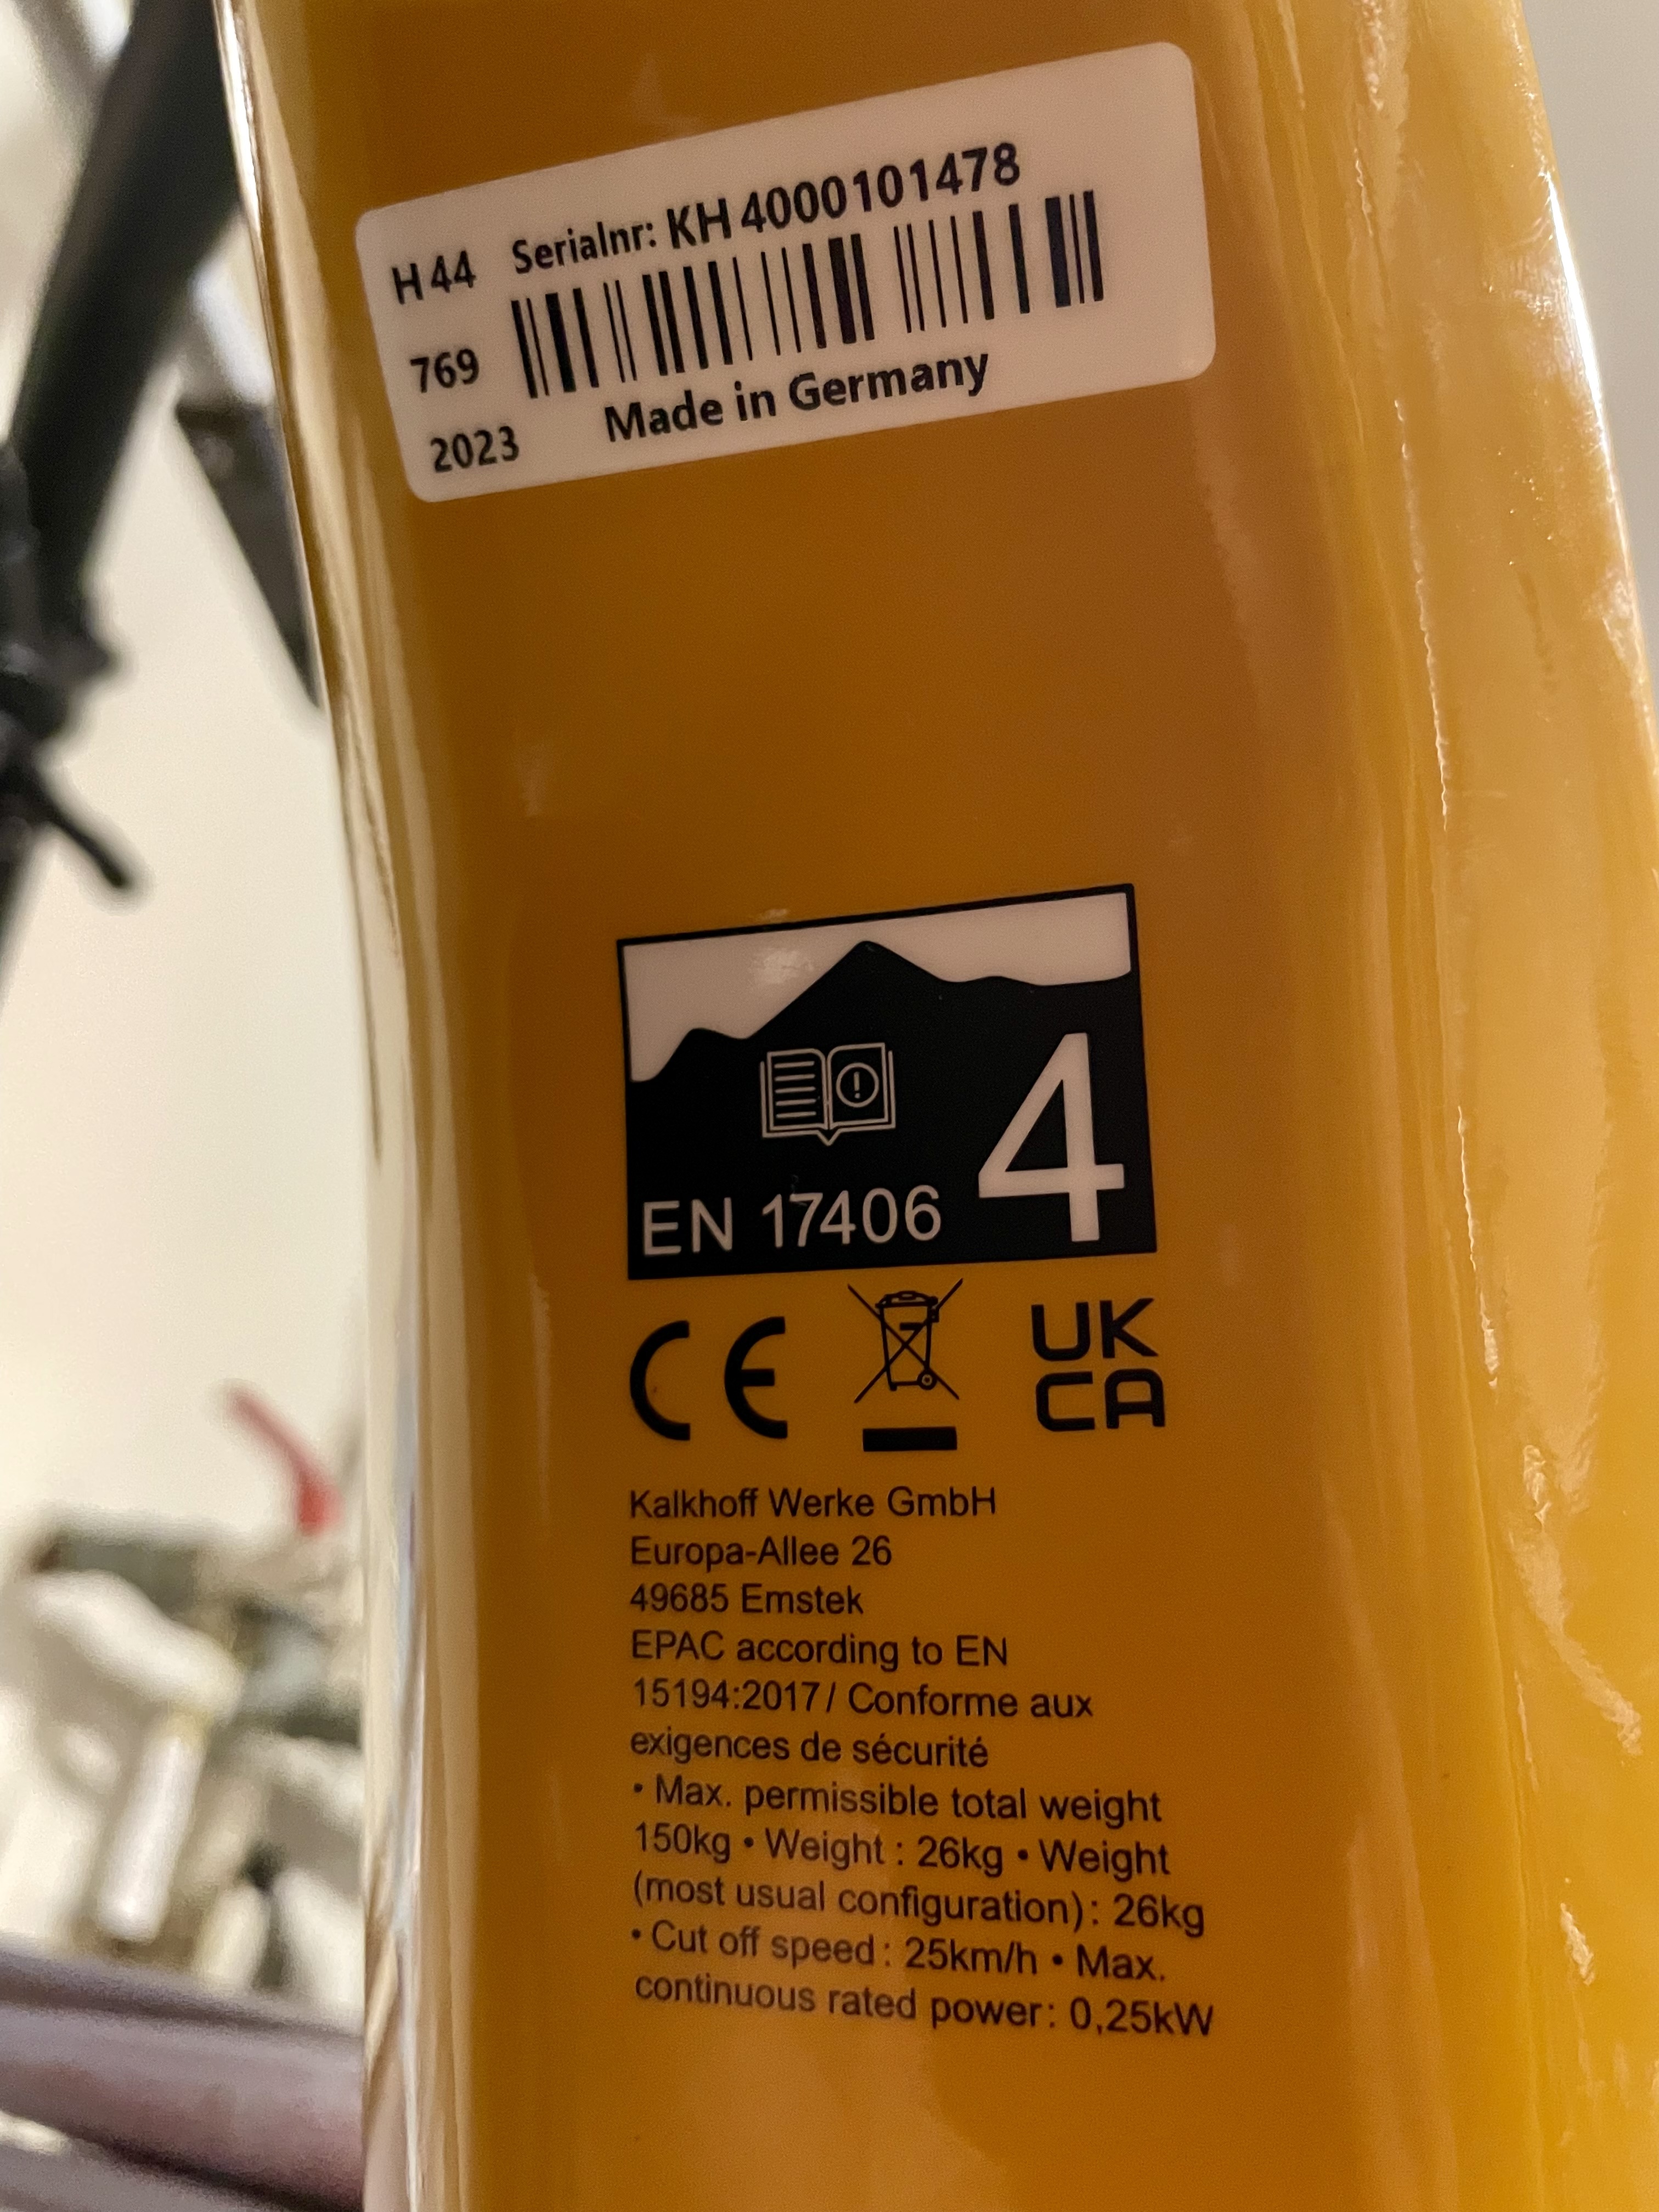 H 44 Serialnr: KH 4000101478
769
2023 Made in Germany
4
EN 17406
CE
UK
CA
Kalkhoff Werke GmbH
Europa-Allee 26
49685 Emstek
EPAC according to EN
15194:2017/ Conforme aux
exigences de sécurité
• Max. permissible total weight
150kg • Weight : 26kg • Weight
(most usual configuration): 26kg
• Cut off speed: 25km/h • Max.
continuous rated power: 0,25kW